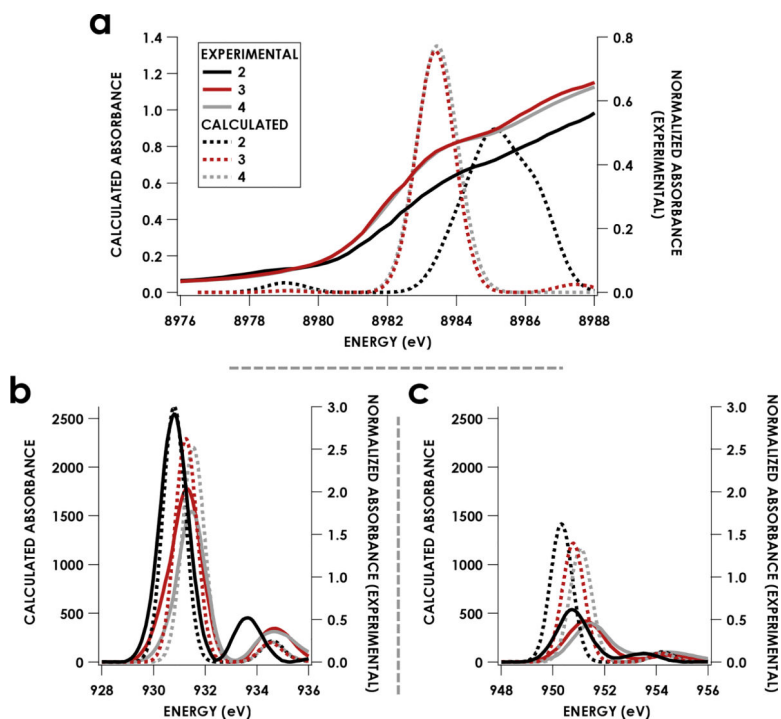 a
EXPERIMENTAL
2
3
4
CALCULATED
2
3
4
CALCULATED ABSORBANCE
1.4
1.2
1.0
0.8
0.6
0.4
0.2
0.0
0.8
0.6
0.4
0.2
0.0
NORMALIZED ABSORBANCE
(EXPERIMENTAL)
8976 8978 8980 8982 8984 8986 8988
ENERGY (eV)
b
CALCULATED ABSORBANCE
2500
2000
1500
1000
500
0
3.0
2.5
2.0
1.5
1.0
0.5
0.0
NORMALIZED ABSORBANCE (EXPERIMENTAL)
928 930 932 934 936
ENERGY (eV)
c
CALCULATED ABSORBANCE
2500
2000
1500
1000
500
0
3.0
2.5
2.0
1.5
1.0
0.5
0.0
NORMALIZED ABSORBANCE (EXPERIMENTAL)
948 950 952 954 956
ENERGY (eV)